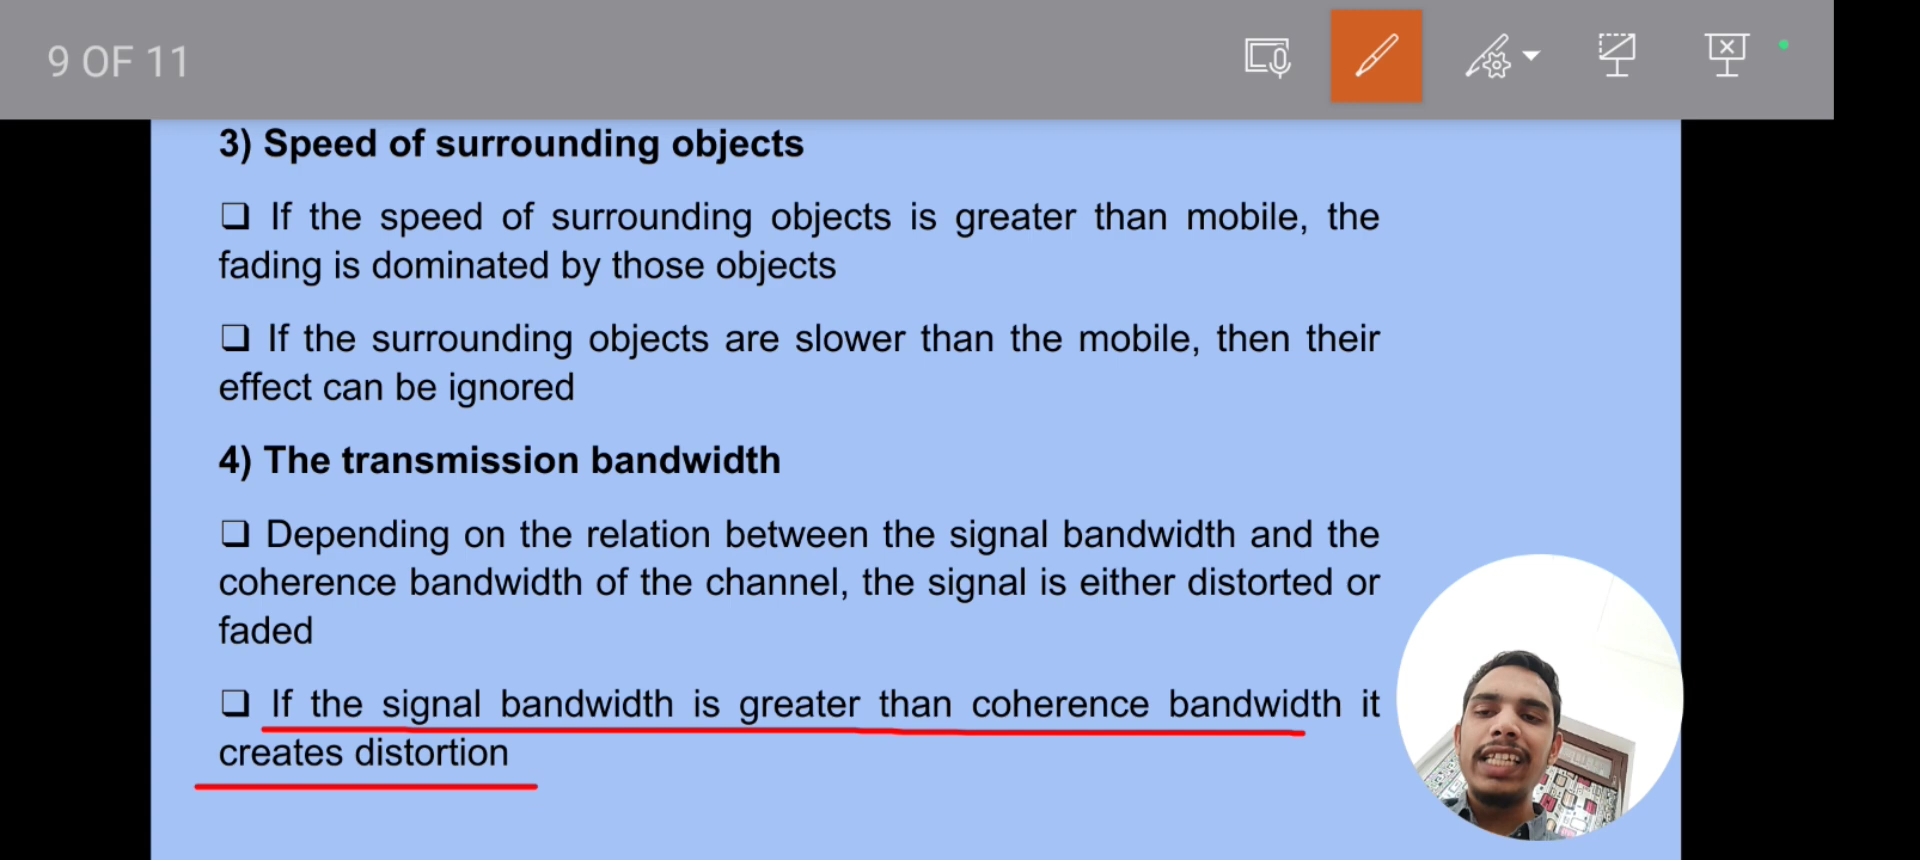 9 OF 11
3) Speed of surrounding objects
❑ If the speed of surrounding objects is greater than mobile, the
fading is dominated by those objects
❑ If the surrounding objects are slower than the mobile, then their
effect can be ignored
4) The transmission bandwidth
❑ Depending on the relation between the signal bandwidth and the
coherence bandwidth of the channel, the signal is either distorted or
faded
❑ If the signal bandwidth is greater than coherence bandwidth it
creates distortion